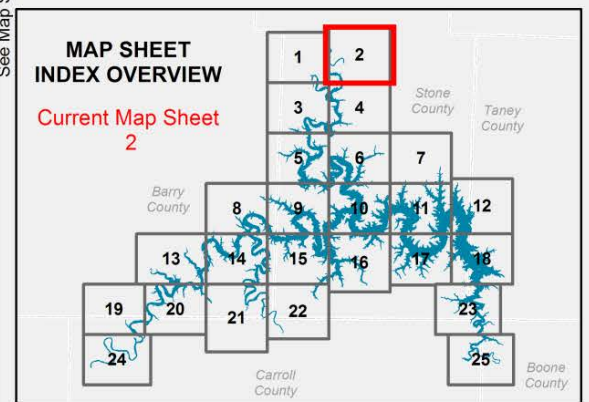 See Map S
MAP SHEET
INDEX OVERVIEW
Current Map Sheet
2
1
2
3
4
Stone
County
Taney
County
5
6
7
Barry
County
8
9
10
11
12
13
14
15
16
17
18
19
20
21
22
23
24
25
Carroll
County
Boone
County